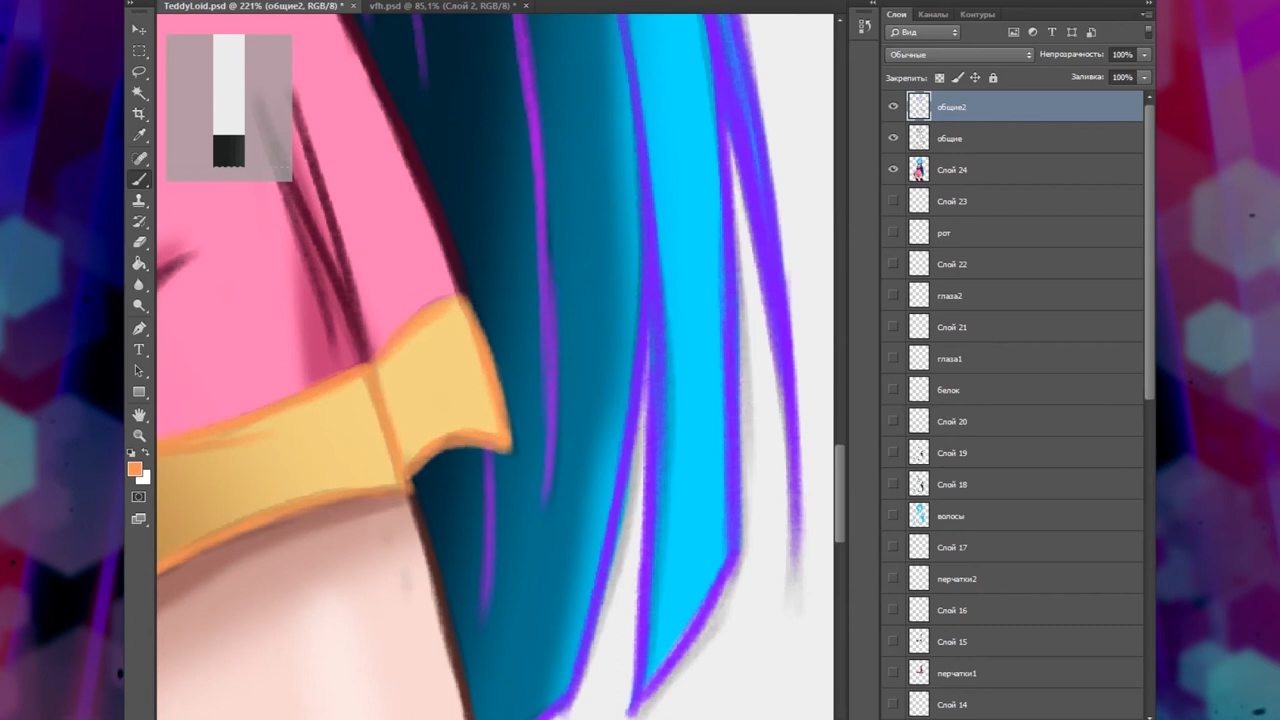 TeddyLoid.psd @ 221% (общие2, RGB/8) *
vfh.psd @ 85,1% (Слой 2, RGB/8) *
Слои Каналы Контуры
Вид
Обычные Непрозрачность: 100%
Закрепить: Заливка: 100%
общие2
общие
Слой 24
Слой 23
рот
Слой 22
глаза2
Слой 21
глаза1
белок
Слой 20
Слой 19
Слой 18
волосы
Слой 17
перчатки2
Слой 16
Слой 15
перчатки1
Слой 14